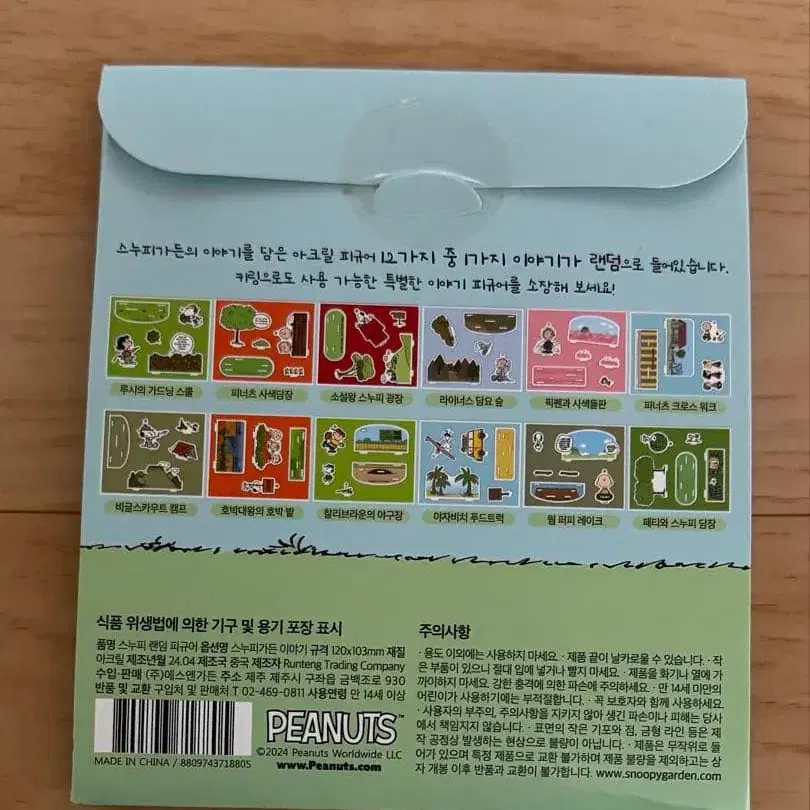 스누피가든의 이야기를 담은 아크릴 피규어 12가지 중 1가지 이야기가 랜덤으로 들어있습니다.
키링으로도 사용 가능한 특별한 이야기 피규어를 소장해 보세요!
루시의 가드닝 스쿨
피너츠 사색담장
소설왕 스누피 광장
라이너스 담요 숲
픽펜과 사색돌판
피너츠 크로스 워크
비글스카우트 캠프
호박대왕의 호박 밭
찰리브라운의 야구장
야자비치 푸드트럭
웜 퍼피 레이크
패티와 스누피 담장
식품 위생법에 의한 기구 및 용기 포장 표시
품명 스누피 랜덤 피규어 옵션명 스누피가든 이야기 규격 120x103mm 재질
아크릴 제조년월 24.04 제조국 중국 제조자 Runteng Trading Company
수입·판매 (주)에스앤가든 주소 제주 제주시 구좌읍 금백조로 930
반품 및 교환 구입처 및 판매처 T 02-469-0811 사용연령 만 14세 이상
PEANUTS™
©2024 Peanuts Worldwide LLC
www.Peanuts.com
MADE IN CHINA / 8809743718805
주의사항
· 용도 이외에는 사용하지 마세요. · 제품 끝이 날카로울 수 있습니다. · 작
은 부품이 있으니 절대 입에 넣거나 빨지 마세요. · 제품을 화기나 열에 가
까이하지 마세요. 강한 충격에 의한 파손에 주의하세요. · 만 14세 미만의
어린이가 사용하기에는 부적절합니다. · 꼭 보호자와 함께 사용하세요.
· 사용자의 부주의, 주의사항을 지키지 않아 생긴 파손이나 피해는 당사
에서 책임지지 않습니다. · 표면의 작은 기포와 점, 금형 라인 등은 제
작 공정상 발생하는 현상으로 불량이 아닙니다. · 제품은 무작위로 들
어가 있으며 특정 제품으로 교환 불가하며 제품 불량을 제외하고는 상
자 개봉 이후 반품과 교환이 불가합니다. www.snoopygarden.com